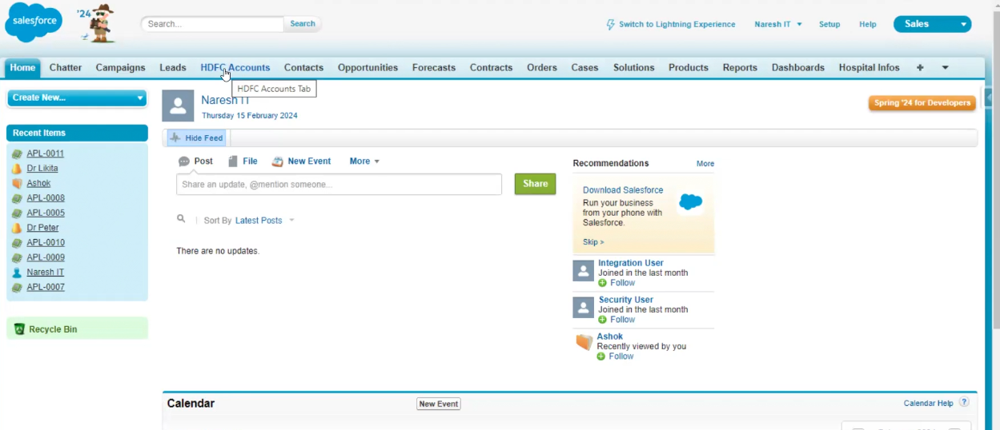 salesforce
'24
Search...
Search
Switch to Lightning Experience
Naresh IT
Setup
Help
Sales
Home
Chatter
Campaigns
Leads
HDFC Accounts
Contacts
Opportunities
Forecasts
Contracts
Orders
Cases
Solutions
Products
Reports
Dashboards
Hospital Infos
+
HDFC Accounts Tab
Create New...
Recent Items
APL-0011
Dr Likita
Ashok
APL-0008
APL-0005
Dr Peter
APL-0010
APL-0009
Naresh IT
APL-0007
Recycle Bin
Naresh IT
Thursday 15 February 2024
Spring '24 for Developers
Hide Feed
Post
File
New Event
More
Share an update, @mention someone...
Share
Sort By Latest Posts
There are no updates.
Recommendations
More
Download Salesforce
Run your business
from your phone with
Salesforce.
Skip >
Integration User
Joined in the last month
Follow
Security User
Joined in the last month
Follow
Ashok
Recently viewed by you
Follow
Calendar
New Event
Calendar Help ?